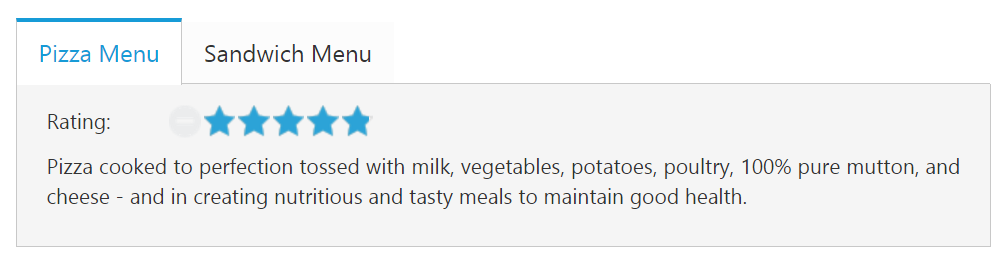 Pizza Menu Sandwich Menu
Rating:
Pizza cooked to perfection tossed with milk, vegetables, potatoes, poultry, 100% pure mutton, and
cheese - and in creating nutritious and tasty meals to maintain good health.